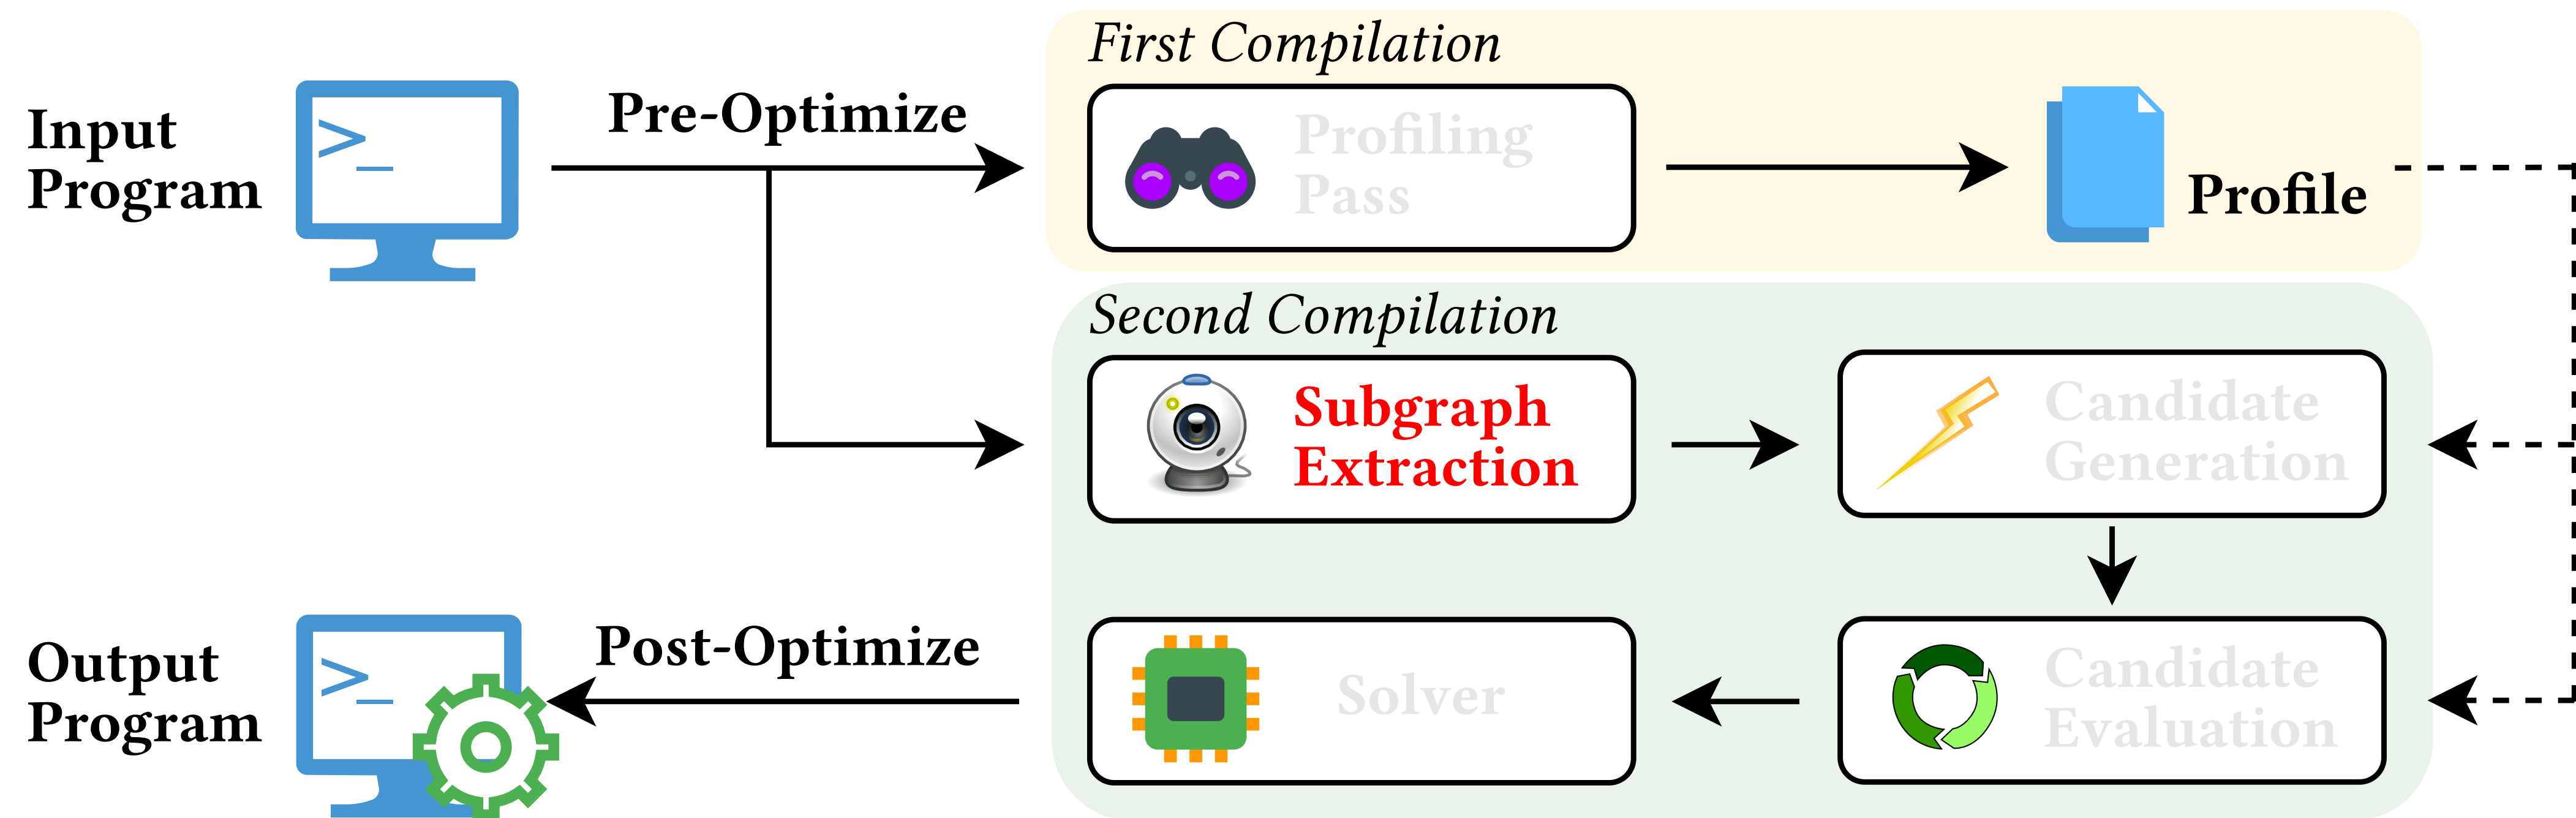 First Compilation
Input
Program
>_
Pre-Optimize
Profiling
Pass
Profile
Second Compilation
Subgraph
Extraction
Candidate
Generation
Output
Program
>_
Post-Optimize
Solver
Candidate
Evaluation